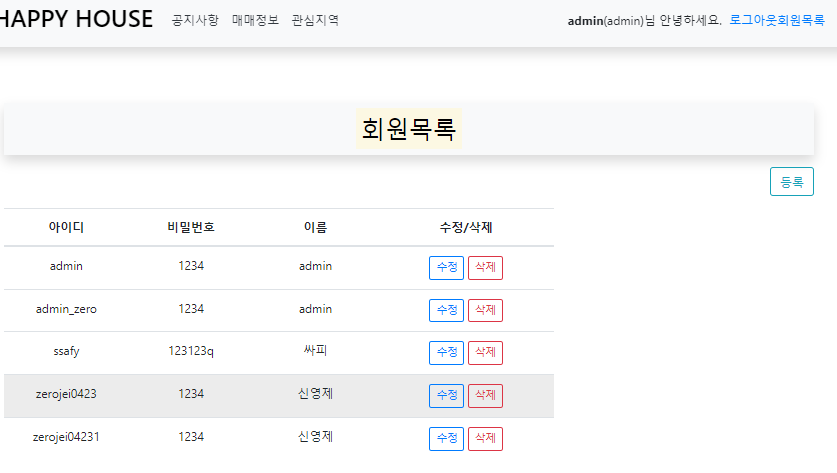 HAPPY HOUSE 공지사항 매매정보 관심지역 admin(admin)님 안녕하세요. 로그아웃회원목록
회원목록
등록
아이디 비밀번호 이름 수정/삭제
admin 1234 admin 수정 삭제
admin_zero 1234 admin 수정 삭제
ssafy 123123q 싸피 수정 삭제
zerojei0423 1234 신영제 수정 삭제
zerojei04231 1234 신영제 수정 삭제